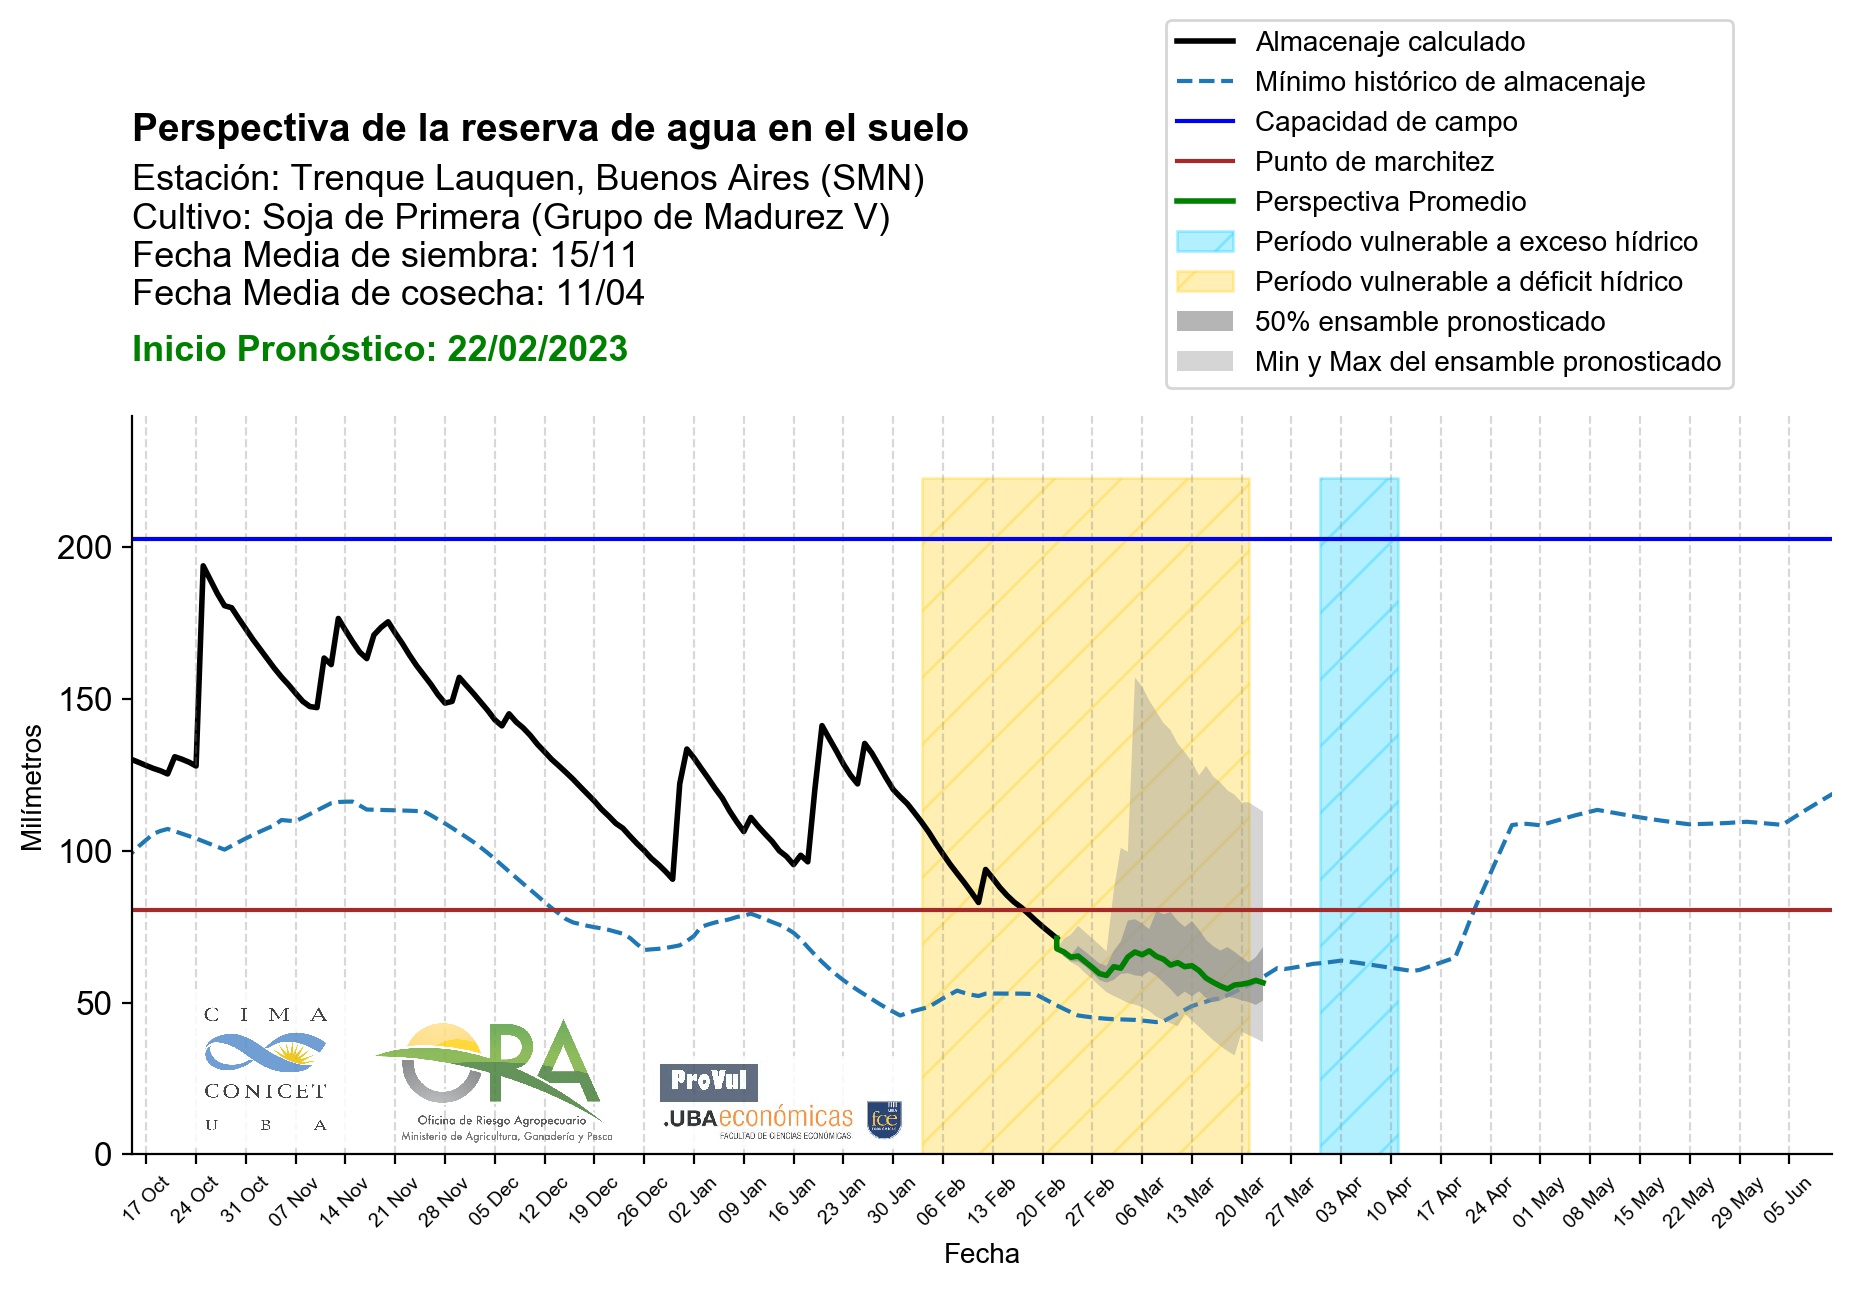 Almacenaje calculado
Mínimo histórico de almacenaje
Capacidad de campo
Punto de marchitez
Perspectiva Promedio
Período vulnerable a exceso hídrico
Período vulnerable a déficit hídrico
50% ensamble pronosticado
Min y Max del ensamble pronosticado
Perspectiva de la reserva de agua en el suelo
Estación: Trenque Lauquen, Buenos Aires (SMN)
Cultivo: Soja de Primera (Grupo de Madurez V)
Fecha Media de siembra: 15/11
Fecha Media de cosecha: 11/04
Inicio Pronóstico: 22/02/2023
Milímetros
200
150
100
50
0
CIMA
CONICET
UBA
ORA
Oficina de Riesgo Agropecuario
Ministerio de Agricultura, Ganadería y Pesca
ProVul
.UBAeconómicas
FACULTAD DE CIENCIAS ECONÓMICAS
UBA
fce
17 Oct
24 Oct
31 Oct
07 Nov
14 Nov
21 Nov
28 Nov
05 Dec
12 Dec
19 Dec
26 Dec
02 Jan
09 Jan
16 Jan
23 Jan
30 Jan
06 Feb
13 Feb
20 Feb
27 Feb
06 Mar
13 Mar
20 Mar
27 Mar
03 Apr
10 Apr
17 Apr
24 Apr
01 May
08 May
15 May
22 May
29 May
05 Jun
Fecha